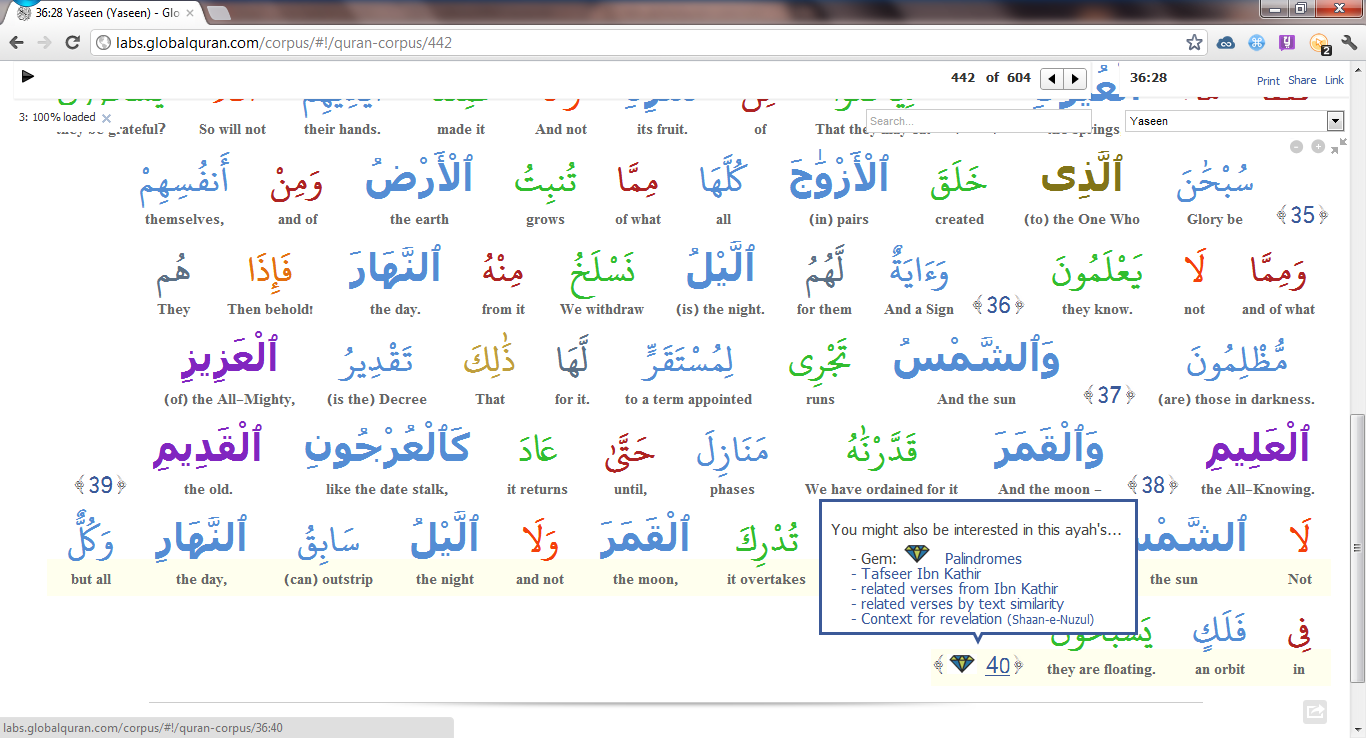 36:28 Yaseen (Yaseen) - Glo
labs.globalquran.com/corpus/#!/quran-corpus/442
2
442 of 604
36:28
Print Share Link
3: 100% loaded
Search...
Yaseen
the springs That they may of its fruit. And not made it their hands. So will not they be grateful?
﴿35﴾ سُبْحَٰنَ ٱلَّذِى خَلَقَ ٱلْأَزْوَٰجَ كُلَّهَا مِمَّا تُنۢبِتُ ٱلْأَرْضُ وَمِنْ أَنفُسِهِمْ
Glory be (to) the One Who created (in) pairs all of what grows the earth and of themselves,
وَمِمَّا لَا يَعْلَمُونَ ﴿36﴾ وَءَايَةٌ لَّهُمُ ٱلَّيْلُ نَسْلَخُ مِنْهُ ٱلنَّهَارَ فَإِذَا هُم
and of what not they know. And a Sign for them (is) the night. We withdraw from it the day. Then behold! They
مُّظْلِمُونَ ﴿37﴾ وَٱلشَّمْسُ تَجْرِى لِمُسْتَقَرٍّ لَّهَا ذَٰلِكَ تَقْدِيرُ ٱلْعَزِيزِ
(are) those in darkness. And the sun runs to a term appointed for it. That (is the) Decree (of) the All-Mighty,
ٱلْعَلِيمِ ﴿38﴾ وَٱلْقَمَرَ قَدَّرْنَٰهُ مَنَازِلَ حَتَّىٰ عَادَ كَٱلْعُرْجُونِ ٱلْقَدِيمِ ﴿39﴾
the All-Knowing. And the moon – We have ordained for it phases until, it returns like the date stalk, the old.
لَا ٱلشَّمْسُ تُدْرِكَ ٱلْقَمَرَ وَلَا ٱلَّيْلُ سَابِقُ ٱلنَّهَارِ وَكُلٌّ
Not the sun it overtakes the moon, and not the night (can) outstrip the day, but all
You might also be interested in this ayah's...
- Gem: Palindromes
- Tafseer Ibn Kathir
- related verses from Ibn Kathir
- related verses by text similarity
- Context for revelation (Shaan-e-Nuzul)
فِى فَلَكٍ يَسْبَحُونَ ﴿40﴾
in an orbit they are floating.
labs.globalquran.com/corpus/#!/quran-corpus/36:40